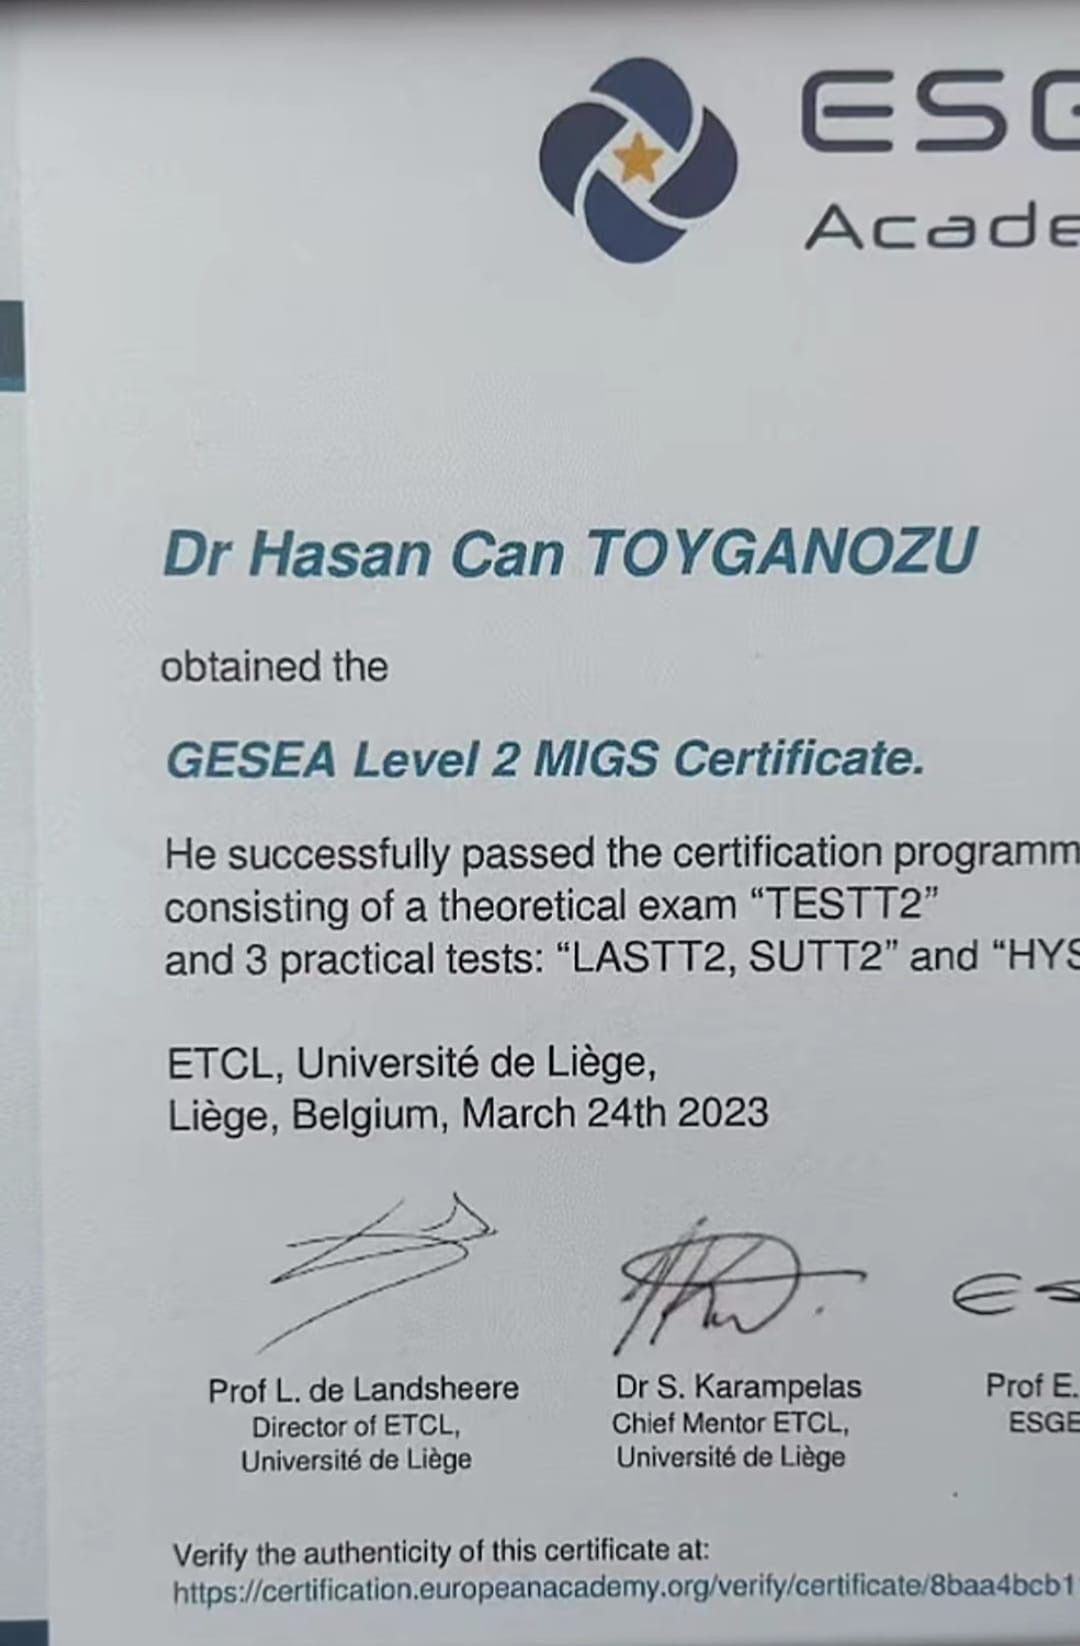 ESG
Acade
Dr Hasan Can TOYGANOZU
obtained the
GESEA Level 2 MIGS Certificate.
He successfully passed the certification programm
consisting of a theoretical exam “TESTT2”
and 3 practical tests: “LASTT2, SUTT2” and “HYS
ETCL, Université de Liège,
Liège, Belgium, March 24th 2023
Prof L. de Landsheere
Director of ETCL,
Université de Liège
Dr S. Karampelas
Chief Mentor ETCL,
Université de Liège
Prof E.
ESGE
Verify the authenticity of this certificate at:
https://certification.europeanacademy.org/verify/certificate/8baa4bcb1